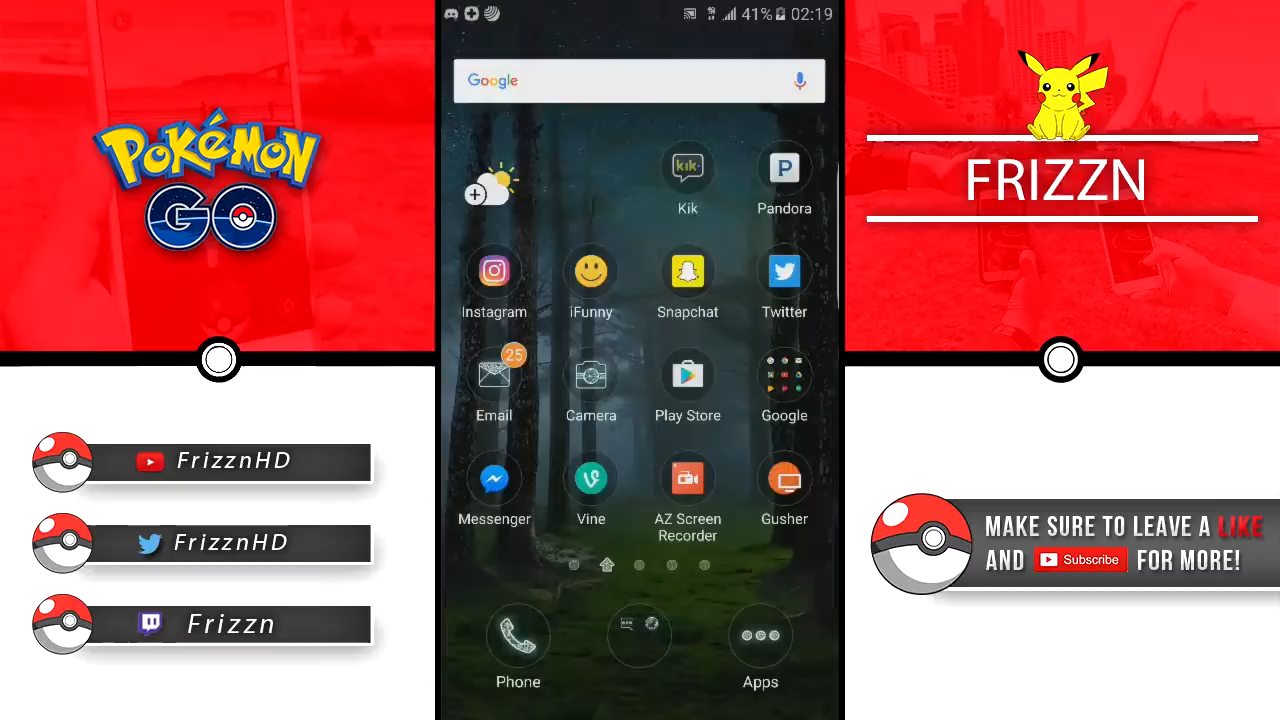 POKÉMON
GO
FrizznHD
FrizznHD
Frizzn
41% 02:19
Google
Kik
kik
P
Pandora
Instagram
iFunny
Snapchat
Twitter
25
Email
Camera
Play Store
Google
Messenger
Vine
AZ Screen
Recorder
Gusher
Phone
Apps
FRIZZN
MAKE SURE TO LEAVE A LIKE
AND Subscribe FOR MORE!